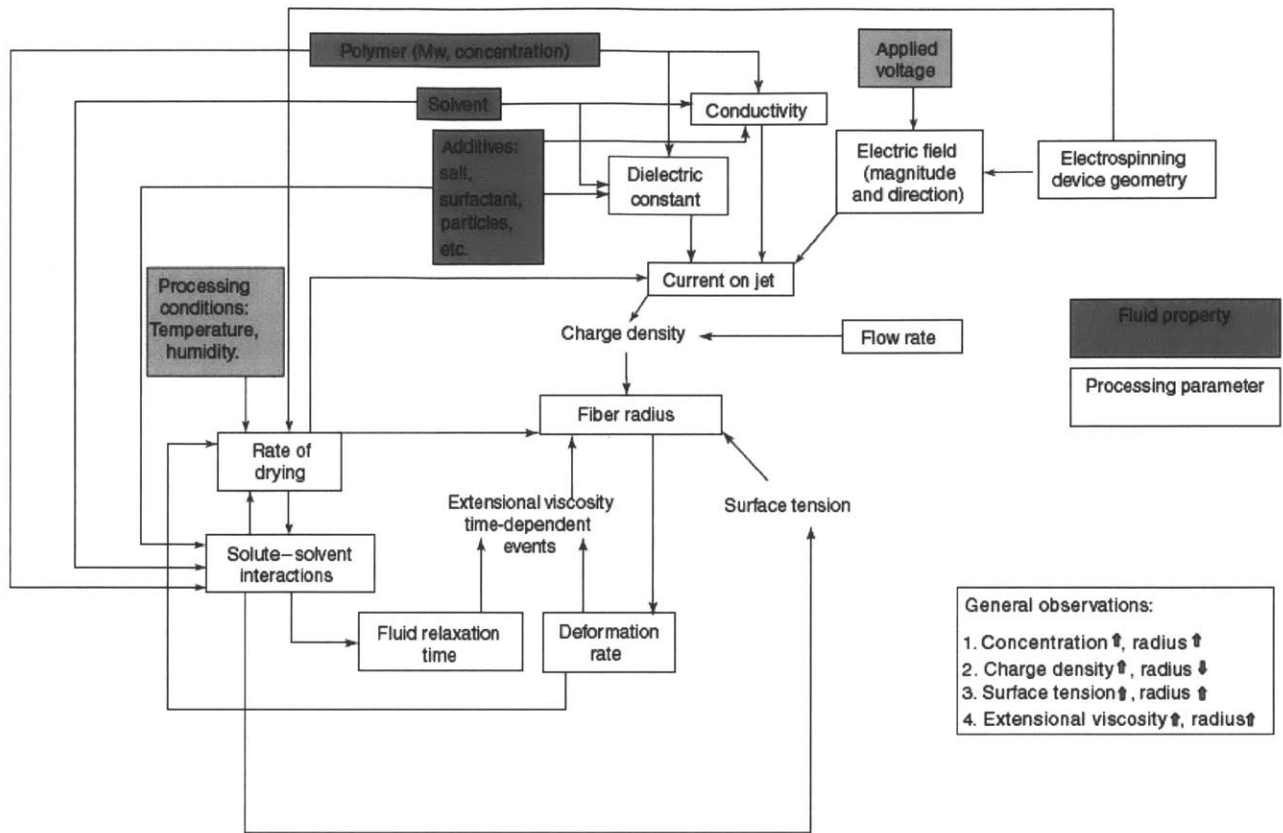 Polymer (Mw, concentration)
Applied
voltage
Solvent
Conductivity
Additives:
salt,
surfactant,
particles,
etc.
Dielectric
constant
Electric field
(magnitude
and direction)
Electrospinning
device geometry
Processing
conditions:
Temperature,
humidity.
Current on jet
Charge density
Flow rate
Fluid property
Processing parameter
Fiber radius
Rate of
drying
Extensional viscosity
time-dependent
events
Surface tension
Solute–solvent
interactions
Fluid relaxation
time
Deformation
rate
General observations:
1. Concentration⬆, radius⬆
2. Charge density⬆, radius⬇
3. Surface tension⬆, radius⬆
4. Extensional viscosity⬆, radius⬆